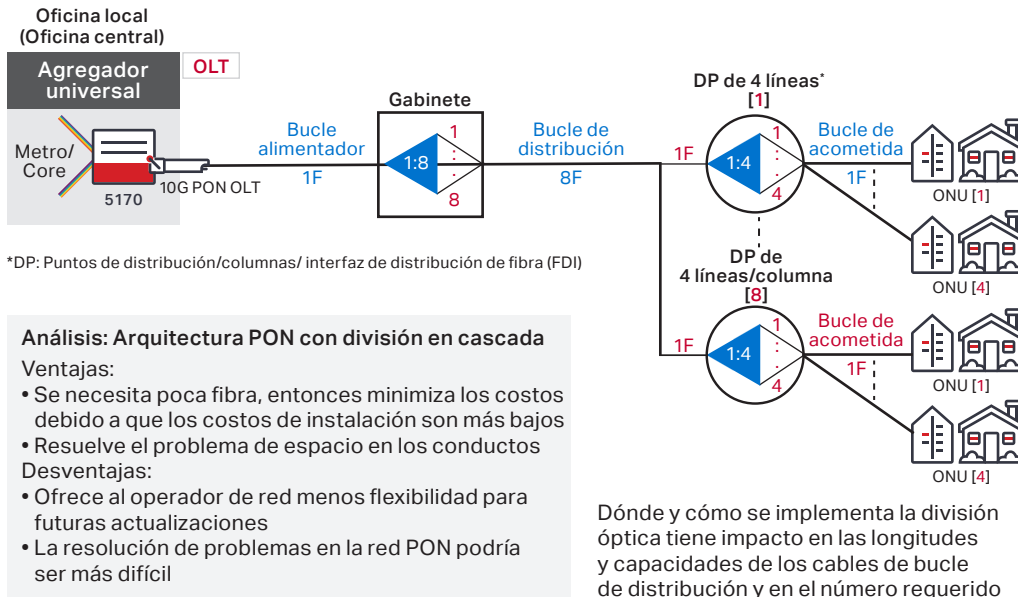 Oficina local
(Oficina central)
Agregador
universal
OLT
Metro/
Core
5170
10G PON OLT
Bucle
alimentador
1F
Gabinete
1:8
1
8
Bucle de
distribución
8F
DP de 4 líneas*
[1]
1F
1:4
1
4
Bucle de
acometida
1F
ONU [1]
ONU [4]
DP de
4 líneas/columna
[8]
1F
1:4
1
4
Bucle de
acometida
1F
ONU [1]
ONU [4]
*DP: Puntos de distribución/columnas/ interfaz de distribución de fibra (FDI)
Análisis: Arquitectura PON con división en cascada
Ventajas:
• Se necesita poca fibra, entonces minimiza los costos
debido a que los costos de instalación son más bajos
• Resuelve el problema de espacio en los conductos
Desventajas:
• Ofrece al operador de red menos flexibilidad para
futuras actualizaciones
• La resolución de problemas en la red PON podría
ser más difícil
Dónde y cómo se implementa la división
óptica tiene impacto en las longitudes
y capacidades de los cables de bucle
de distribución y en el número requerido